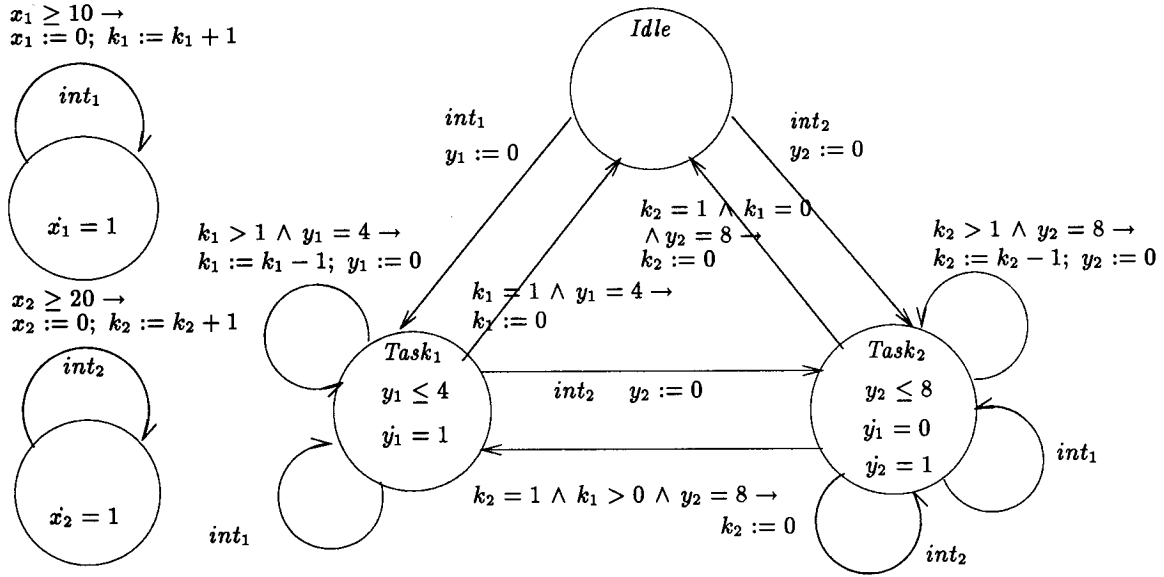 x₁ ≥ 10 →
x₁ := 0; k₁ := k₁ + 1
int₁
ẋ₁ = 1
x₂ ≥ 20 →
x₂ := 0; k₂ := k₂ + 1
int₂
ẋ₂ = 1
Idle
int₁
y₁ := 0
int₂
y₂ := 0
k₁ > 1 ∧ y₁ = 4 →
k₁ := k₁ − 1; y₁ := 0
k₁ = 1 ∧ y₁ = 4 →
k₁ := 0
k₂ = 1 ∧ k₁ = 0
∧ y₂ = 8 →
k₂ := 0
k₂ > 1 ∧ y₂ = 8 →
k₂ := k₂ − 1; y₂ := 0
Task₁
y₁ ≤ 4
ẏ₁ = 1
int₂ y₂ := 0
Task₂
y₂ ≤ 8
ẏ₁ = 0
ẏ₂ = 1
int₁
int₁
k₂ = 1 ∧ k₁ > 0 ∧ y₂ = 8 →
k₂ := 0
int₂